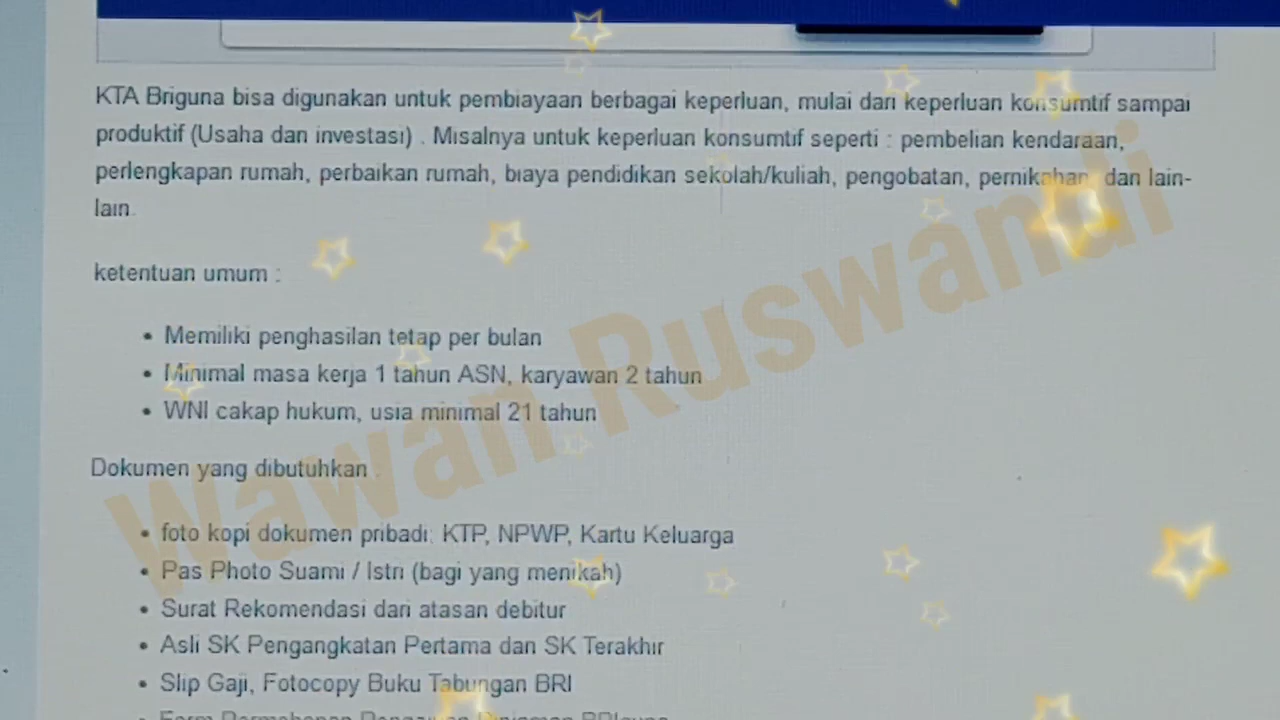 KTA Briguna bisa digunakan untuk pembiayaan berbagai keperluan, mulai dari keperluan konsumtif sampai
produktif (Usaha dan investasi) . Misalnya untuk keperluan konsumtif seperti : pembelian kendaraan,
perlengkapan rumah, perbaikan rumah, biaya pendidikan sekolah/kuliah, pengobatan, pernikahan, dan lain-
lain.
ketentuan umum :
• Memiliki penghasilan tetap per bulan
• Minimal masa kerja 1 tahun ASN, karyawan 2 tahun
• WNI cakap hukum, usia minimal 21 tahun
Wawan Ruswandi
Dokumen yang dibutuhkan :
• foto kopi dokumen pribadi: KTP, NPWP, Kartu Keluarga
• Pas Photo Suami / Istri (bagi yang menikah)
• Surat Rekomendasi dari atasan debitur
• Asli SK Pengangkatan Pertama dan SK Terakhir
• Slip Gaji, Fotocopy Buku Tabungan BRI
• Form Permohonan Pengajuan Pinjaman BRIguna